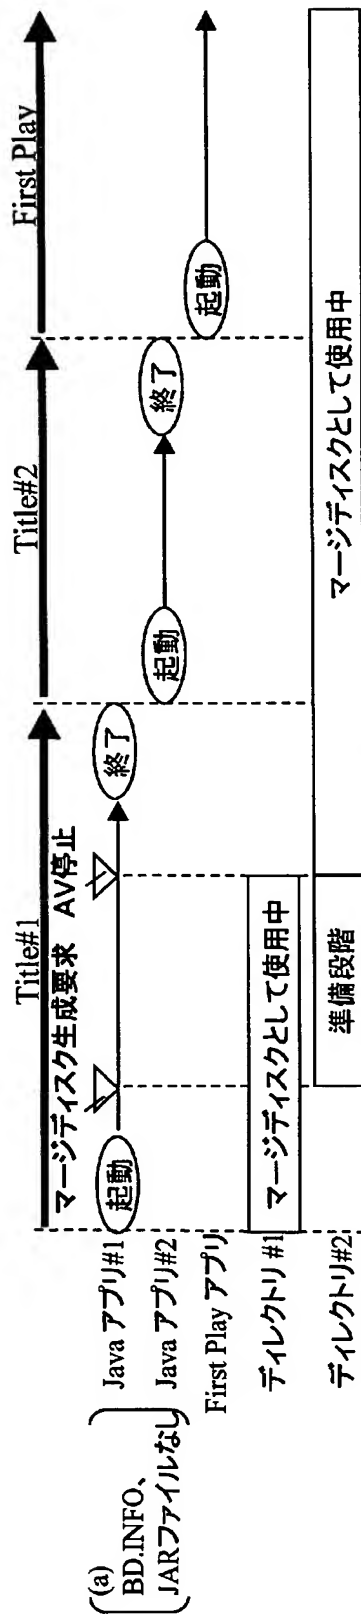 Title#1
Title#2
First Play
マージディスク生成要求 AV停止
(a)
BD.INFO、
JARファイルなし
Java アプリ#1
起動
終了
Java アプリ#2
起動
終了
First Play アプリ
起動
ディレクトリ#1
マージディスクとして使用中
ディレクトリ#2
準備段階
マージディスクとして使用中